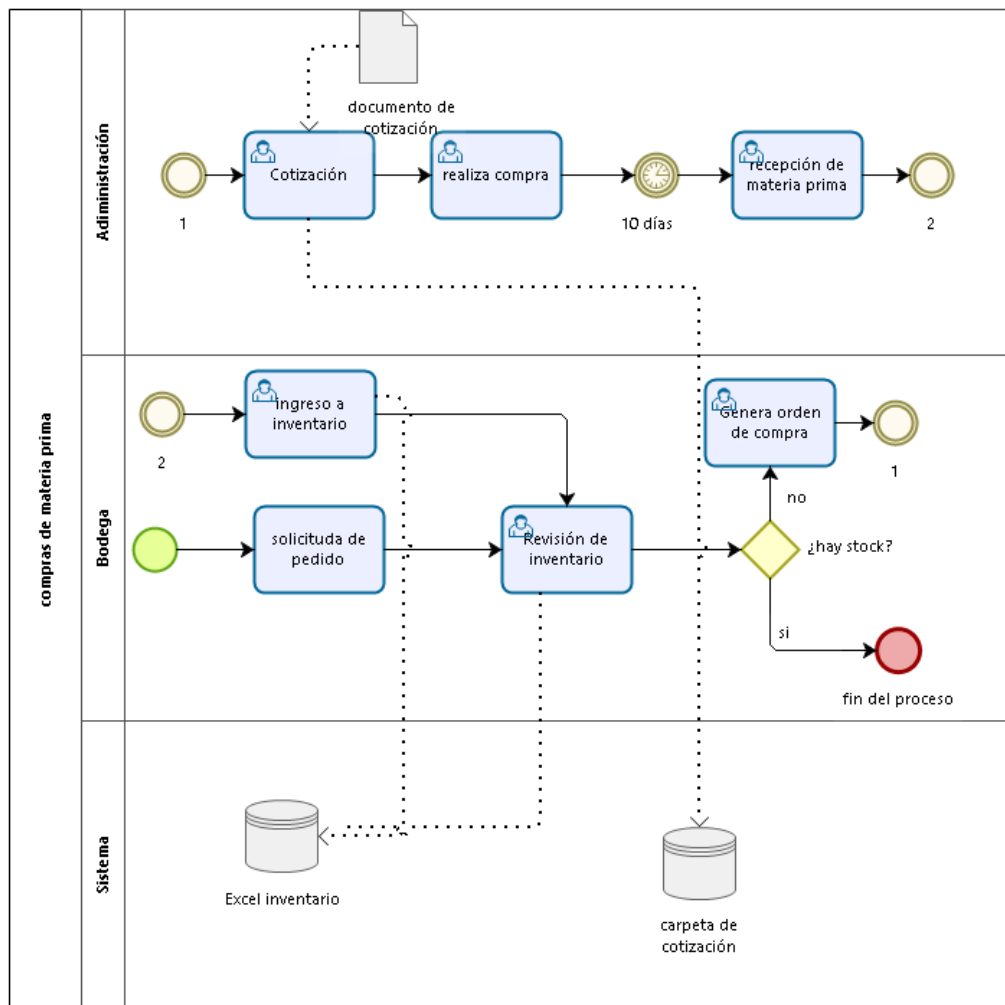 compras de materia prima
Adiministración
documento de
cotización
Cotización
realiza compra
recepción de
materia prima
1
10 días
2
Bodega
ingreso a
inventario
Genera orden
de compra
2
1
no
solicituda de
pedido
Revisión de
inventario
¿hay stock?
si
fin del proceso
Sistema
Excel inventario
carpeta de
cotización